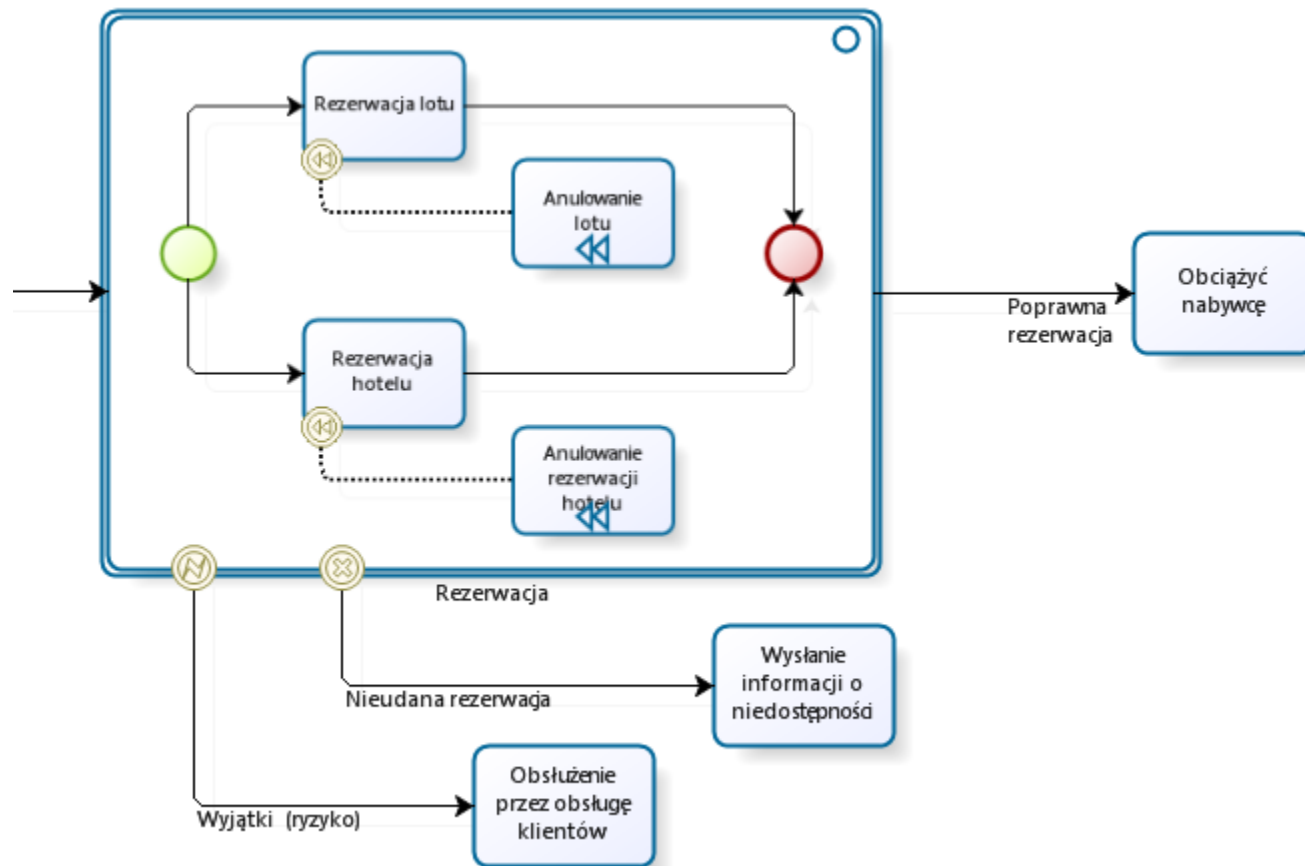 Rezerwacja lotu
Anulowanie
lotu
Rezerwacja
hotelu
Anulowanie
rezerwacji
hotelu
Poprawna
rezerwacja
Obciążyć
nabywcę
Rezerwacja
Nieudana rezerwacja
Wysłanie
informacji o
niedostępności
Wyjątki (ryzyko)
Obsłużenie
przez obsługę
klientów